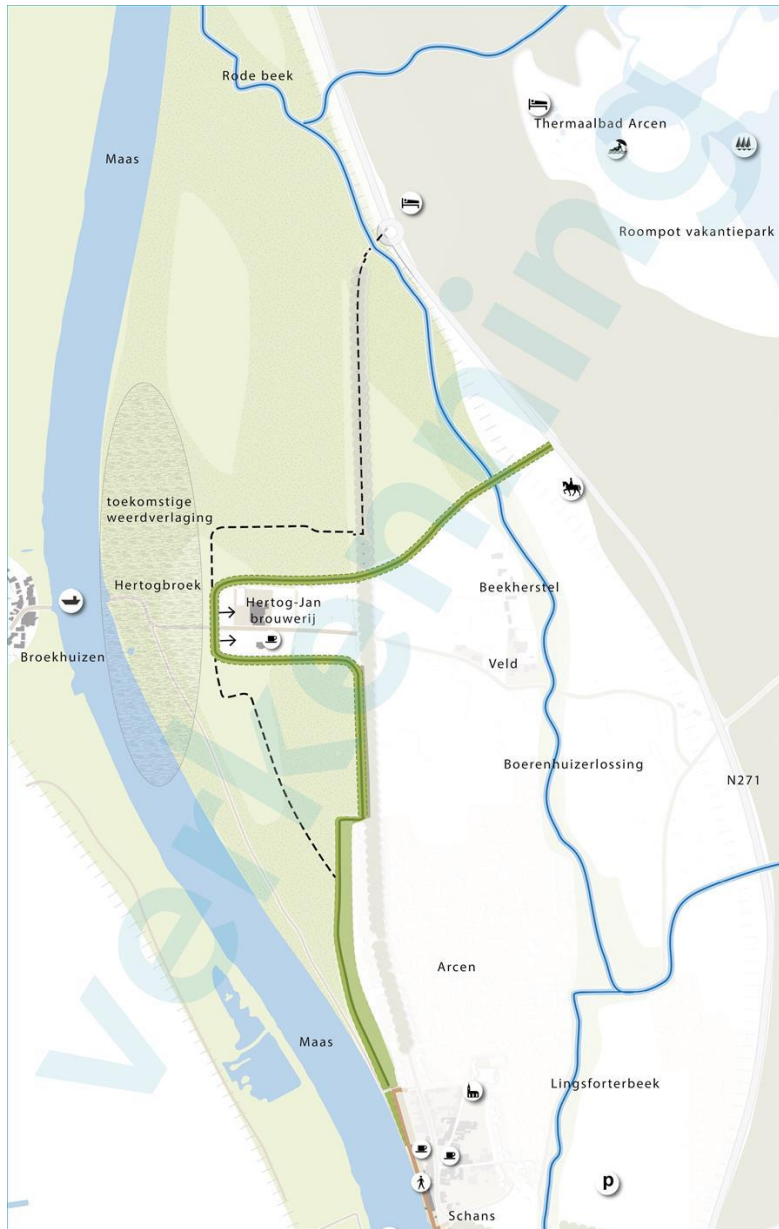 Rode beek
Thermaalbad Arcen
Maas
Roompot vakantiepark
toekomstige
weerdverlaging
Hertogbroek
Beekherstel
Hertog-Jan
brouwerij
Broekhuizen
Veld
Boerenhuizerlossing
N271
Arcen
Maas
Lingsforterbeek
P
Schans
verkenning